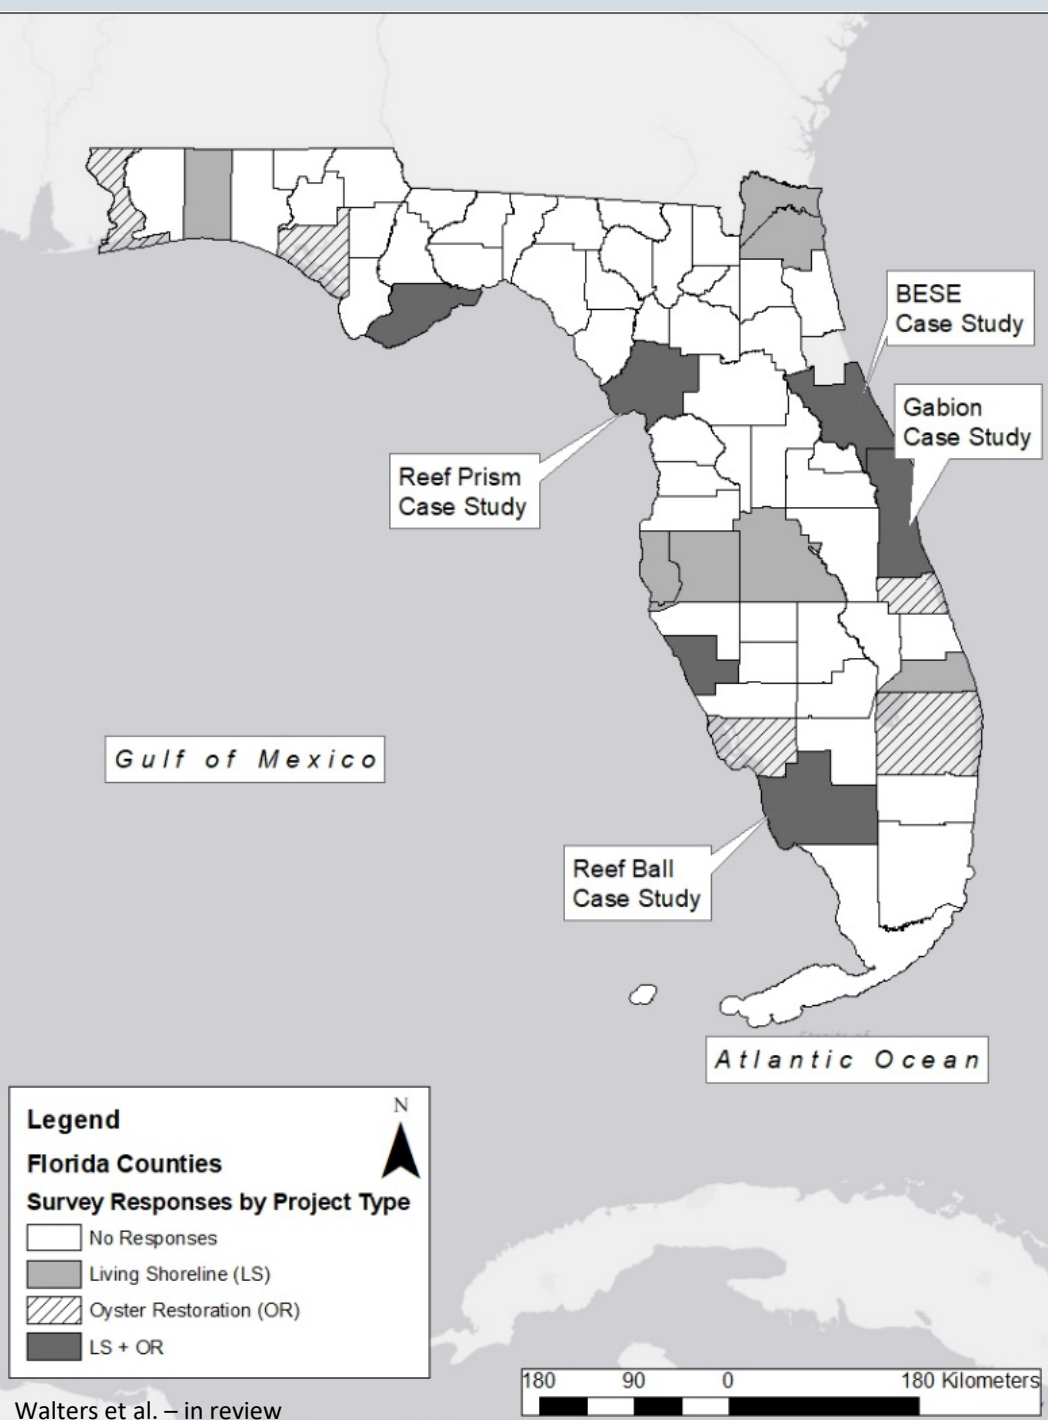 BESE
Case Study
Gabion
Case Study
Reef Prism
Case Study
Gulf of Mexico
Reef Ball
Case Study
Atlantic Ocean
Legend
N
Florida Counties
Survey Responses by Project Type
No Responses
Living Shoreline (LS)
Oyster Restoration (OR)
LS + OR
180 90 0 180 Kilometers
Walters et al. – in review